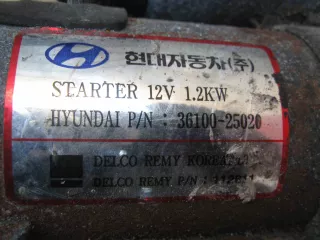 현대자동차(주)
STARTER 12V 1.2KW
HYUNDAI P/N : 36100-25020
DELCO REMY KOREA
DELCO REMY P/N :